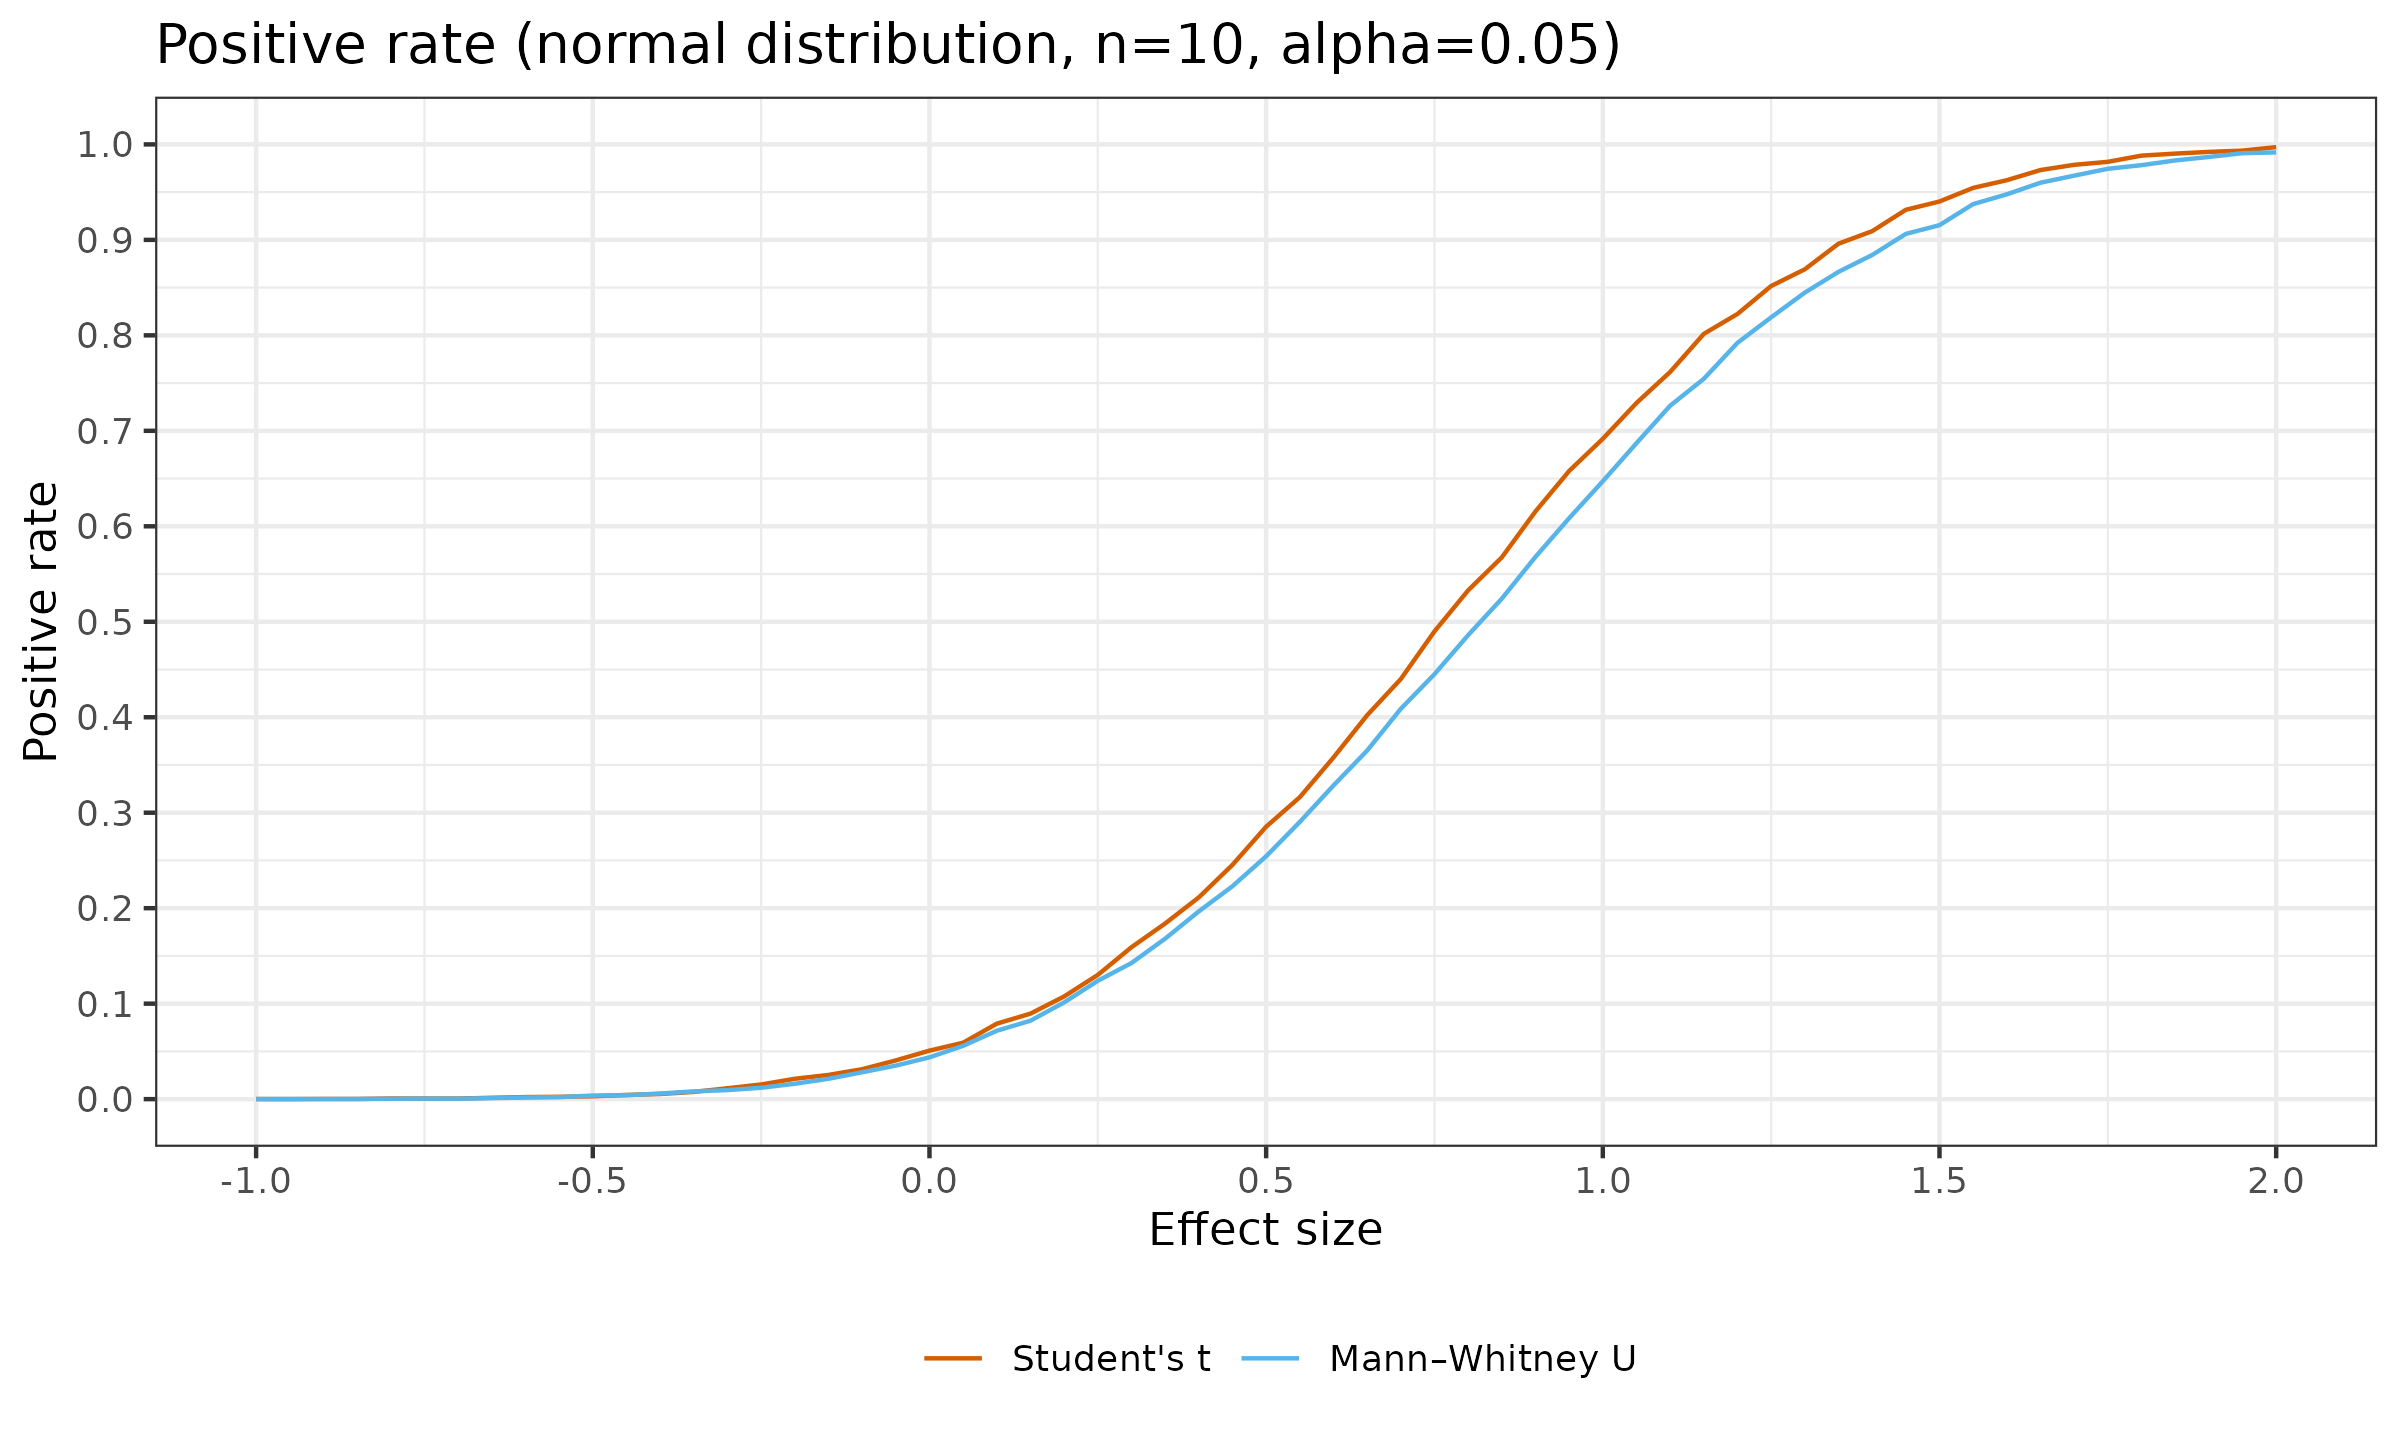 Positive rate (normal distribution, n=10, alpha=0.05)
Positive rate
1.0
0.9
0.8
0.7
0.6
0.5
0.4
0.3
0.2
0.1
0.0
-1.0 -0.5 0.0 0.5 1.0 1.5 2.0
Effect size
Student's t Mann–Whitney U